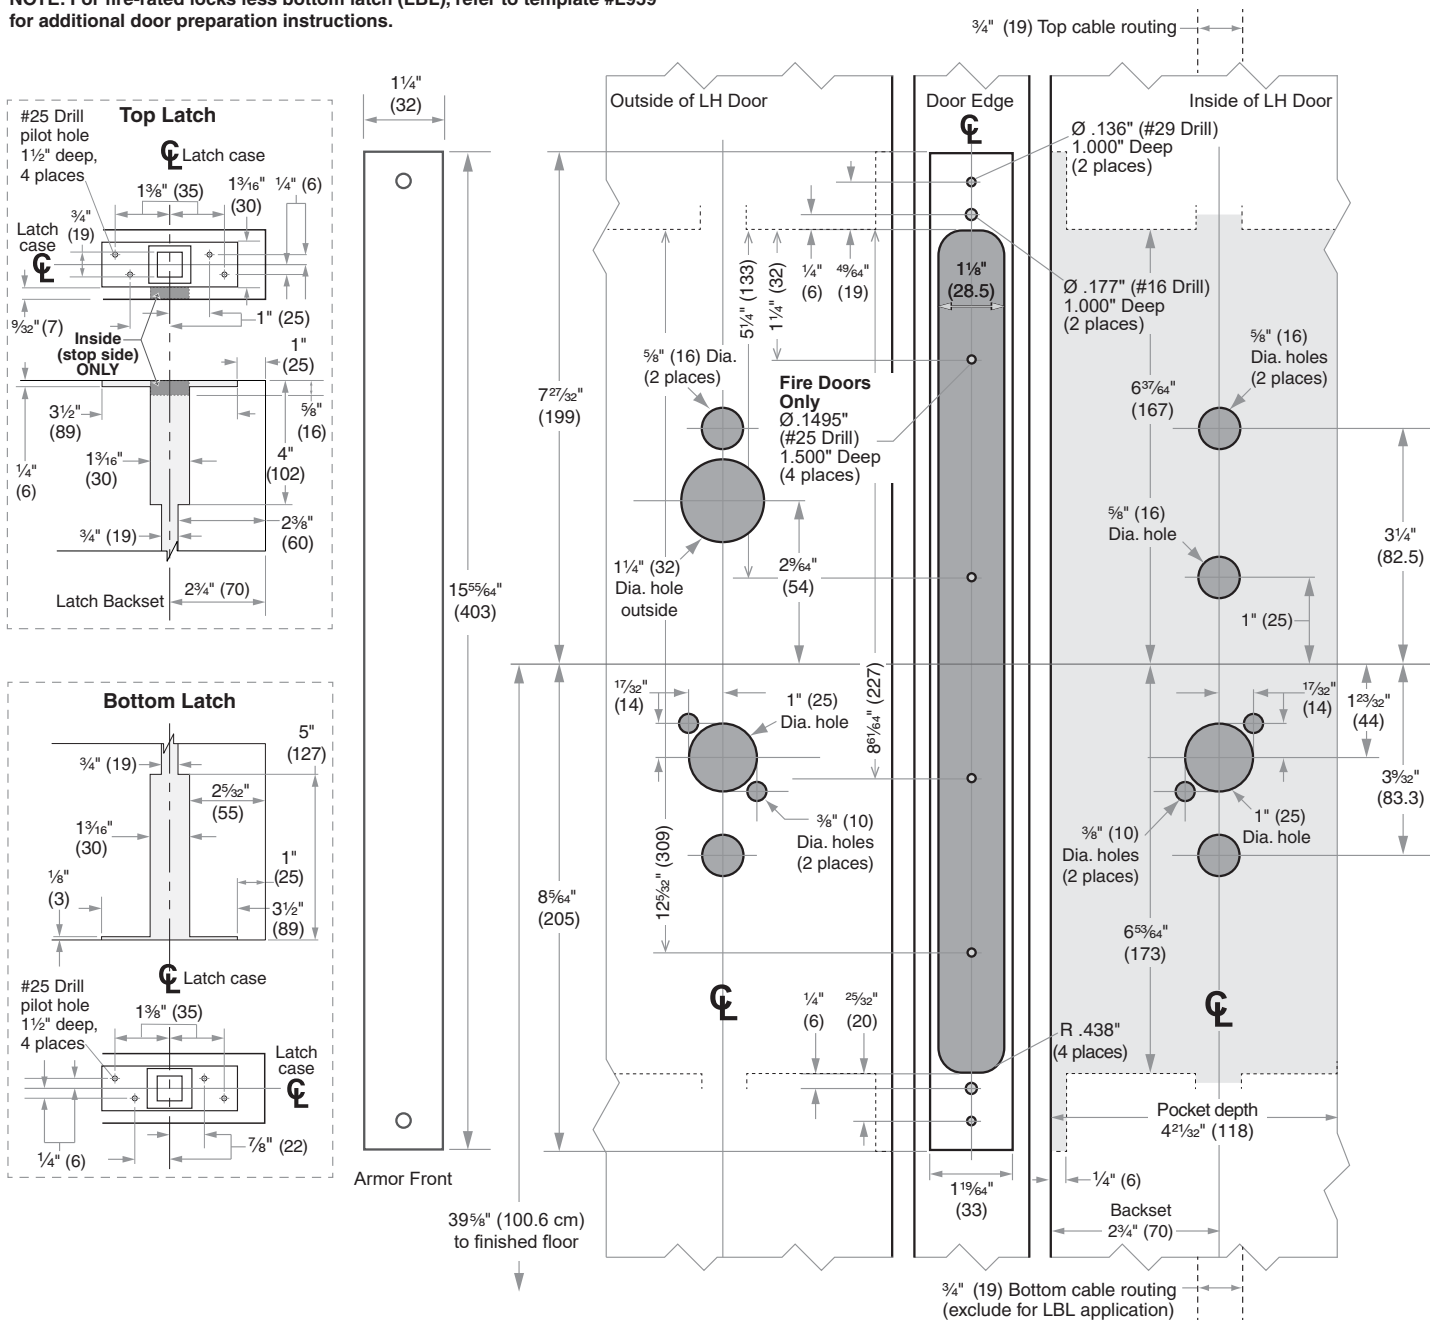 NOTE: For fire-rated locks less bottom latch (LBL), refer to template #L939
for additional door preparation instructions.
¾" (19) Top cable routing
Top Latch
#25 Drill
pilot hole
1½" deep,
4 places
CL Latch case
1⅜" (35)
1³⁄₁₆"
(30)
¼" (6)
¾"
(19)
Latch
case
CL
⁹⁄₃₂" (7)
1" (25)
Inside
(stop side)
ONLY
1"
(25)
3½"
(89)
⅝"
(16)
¼"
(6)
1³⁄₁₆"
(30)
4"
(102)
¾" (19)
2⅜"
(60)
Latch Backset
2¾" (70)
Bottom Latch
5"
(127)
¾" (19)
2⁵⁄₃₂"
(55)
1³⁄₁₆"
(30)
⅛"
(3)
1"
(25)
3½"
(89)
CL Latch case
#25 Drill
pilot hole
1½" deep,
4 places
1⅜" (35)
Latch
case
CL
⅞" (22)
¼" (6)
1¼"
(32)
15⁵⁵⁄₆₄"
(403)
Armor Front
39⅝" (100.6 cm)
to finished floor
Outside of LH Door
7²⁷⁄₃₂"
(199)
8⁵⁄₆₄"
(205)
5¼" (133)
1¼" (32)
¼"
(6)
⁴⁹⁄₆₄"
(19)
⅝" (16) Dia.
(2 places)
Fire Doors
Only
Ø .1495"
(#25 Drill)
1.500" Deep
(4 places)
1¼" (32)
Dia. hole
outside
2⁹⁄₆₄"
(54)
8⁶¹⁄₆₄" (227)
¹⁷⁄₃₂"
(14)
1" (25)
Dia. hole
⅜" (10)
Dia. holes
(2 places)
12⁵⁄₃₂" (309)
CL
¼"
(6)
²⁵⁄₃₂"
(20)
Door Edge
CL
1⅛"
(28.5)
1¹⁹⁄₆₄"
(33)
Inside of LH Door
Ø .136" (#29 Drill)
1.000" Deep
(2 places)
Ø .177" (#16 Drill)
1.000" Deep
(2 places)
⅝" (16)
Dia. holes
(2 places)
6³⁷⁄₆₄"
(167)
⅝" (16)
Dia. hole
3¼"
(82.5)
1" (25)
¹⁷⁄₃₂"
(14)
1²³⁄₃₂"
(44)
3⁹⁄₃₂"
(83.3)
1" (25)
Dia. hole
⅜" (10)
Dia. holes
(2 places)
6⁵³⁄₆₄"
(173)
CL
R .438"
(4 places)
Pocket depth
4²¹⁄₃₂" (118)
¼" (6)
Backset
2¾" (70)
¾" (19) Bottom cable routing
(exclude for LBL application)